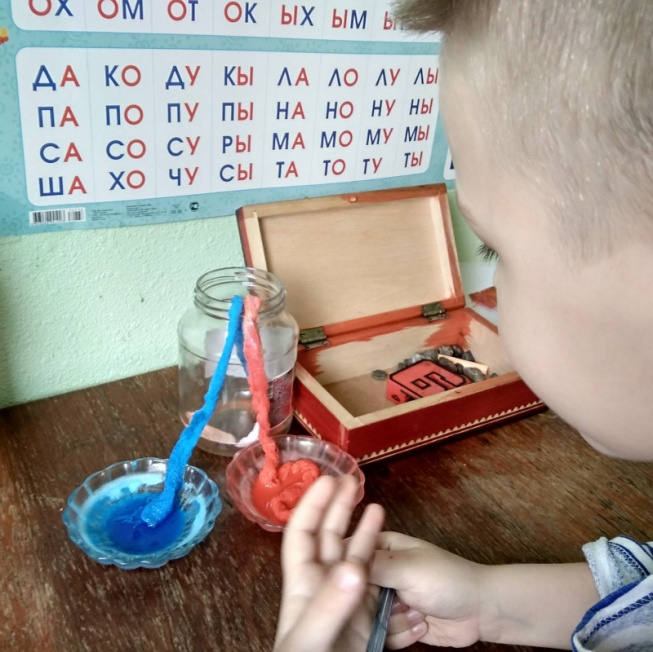 ОХ ОМ ОТ ОК ЫХ ЫМ
ДА КО ДУ КЫ ЛА ЛО ЛУ ЛЫ
ПА ПО ПУ ПЫ НА НО НУ НЫ
СА СО СУ РЫ МА МО МУ МЫ
ША ХО ЧУ СЫ ТА ТО ТУ ТЫ